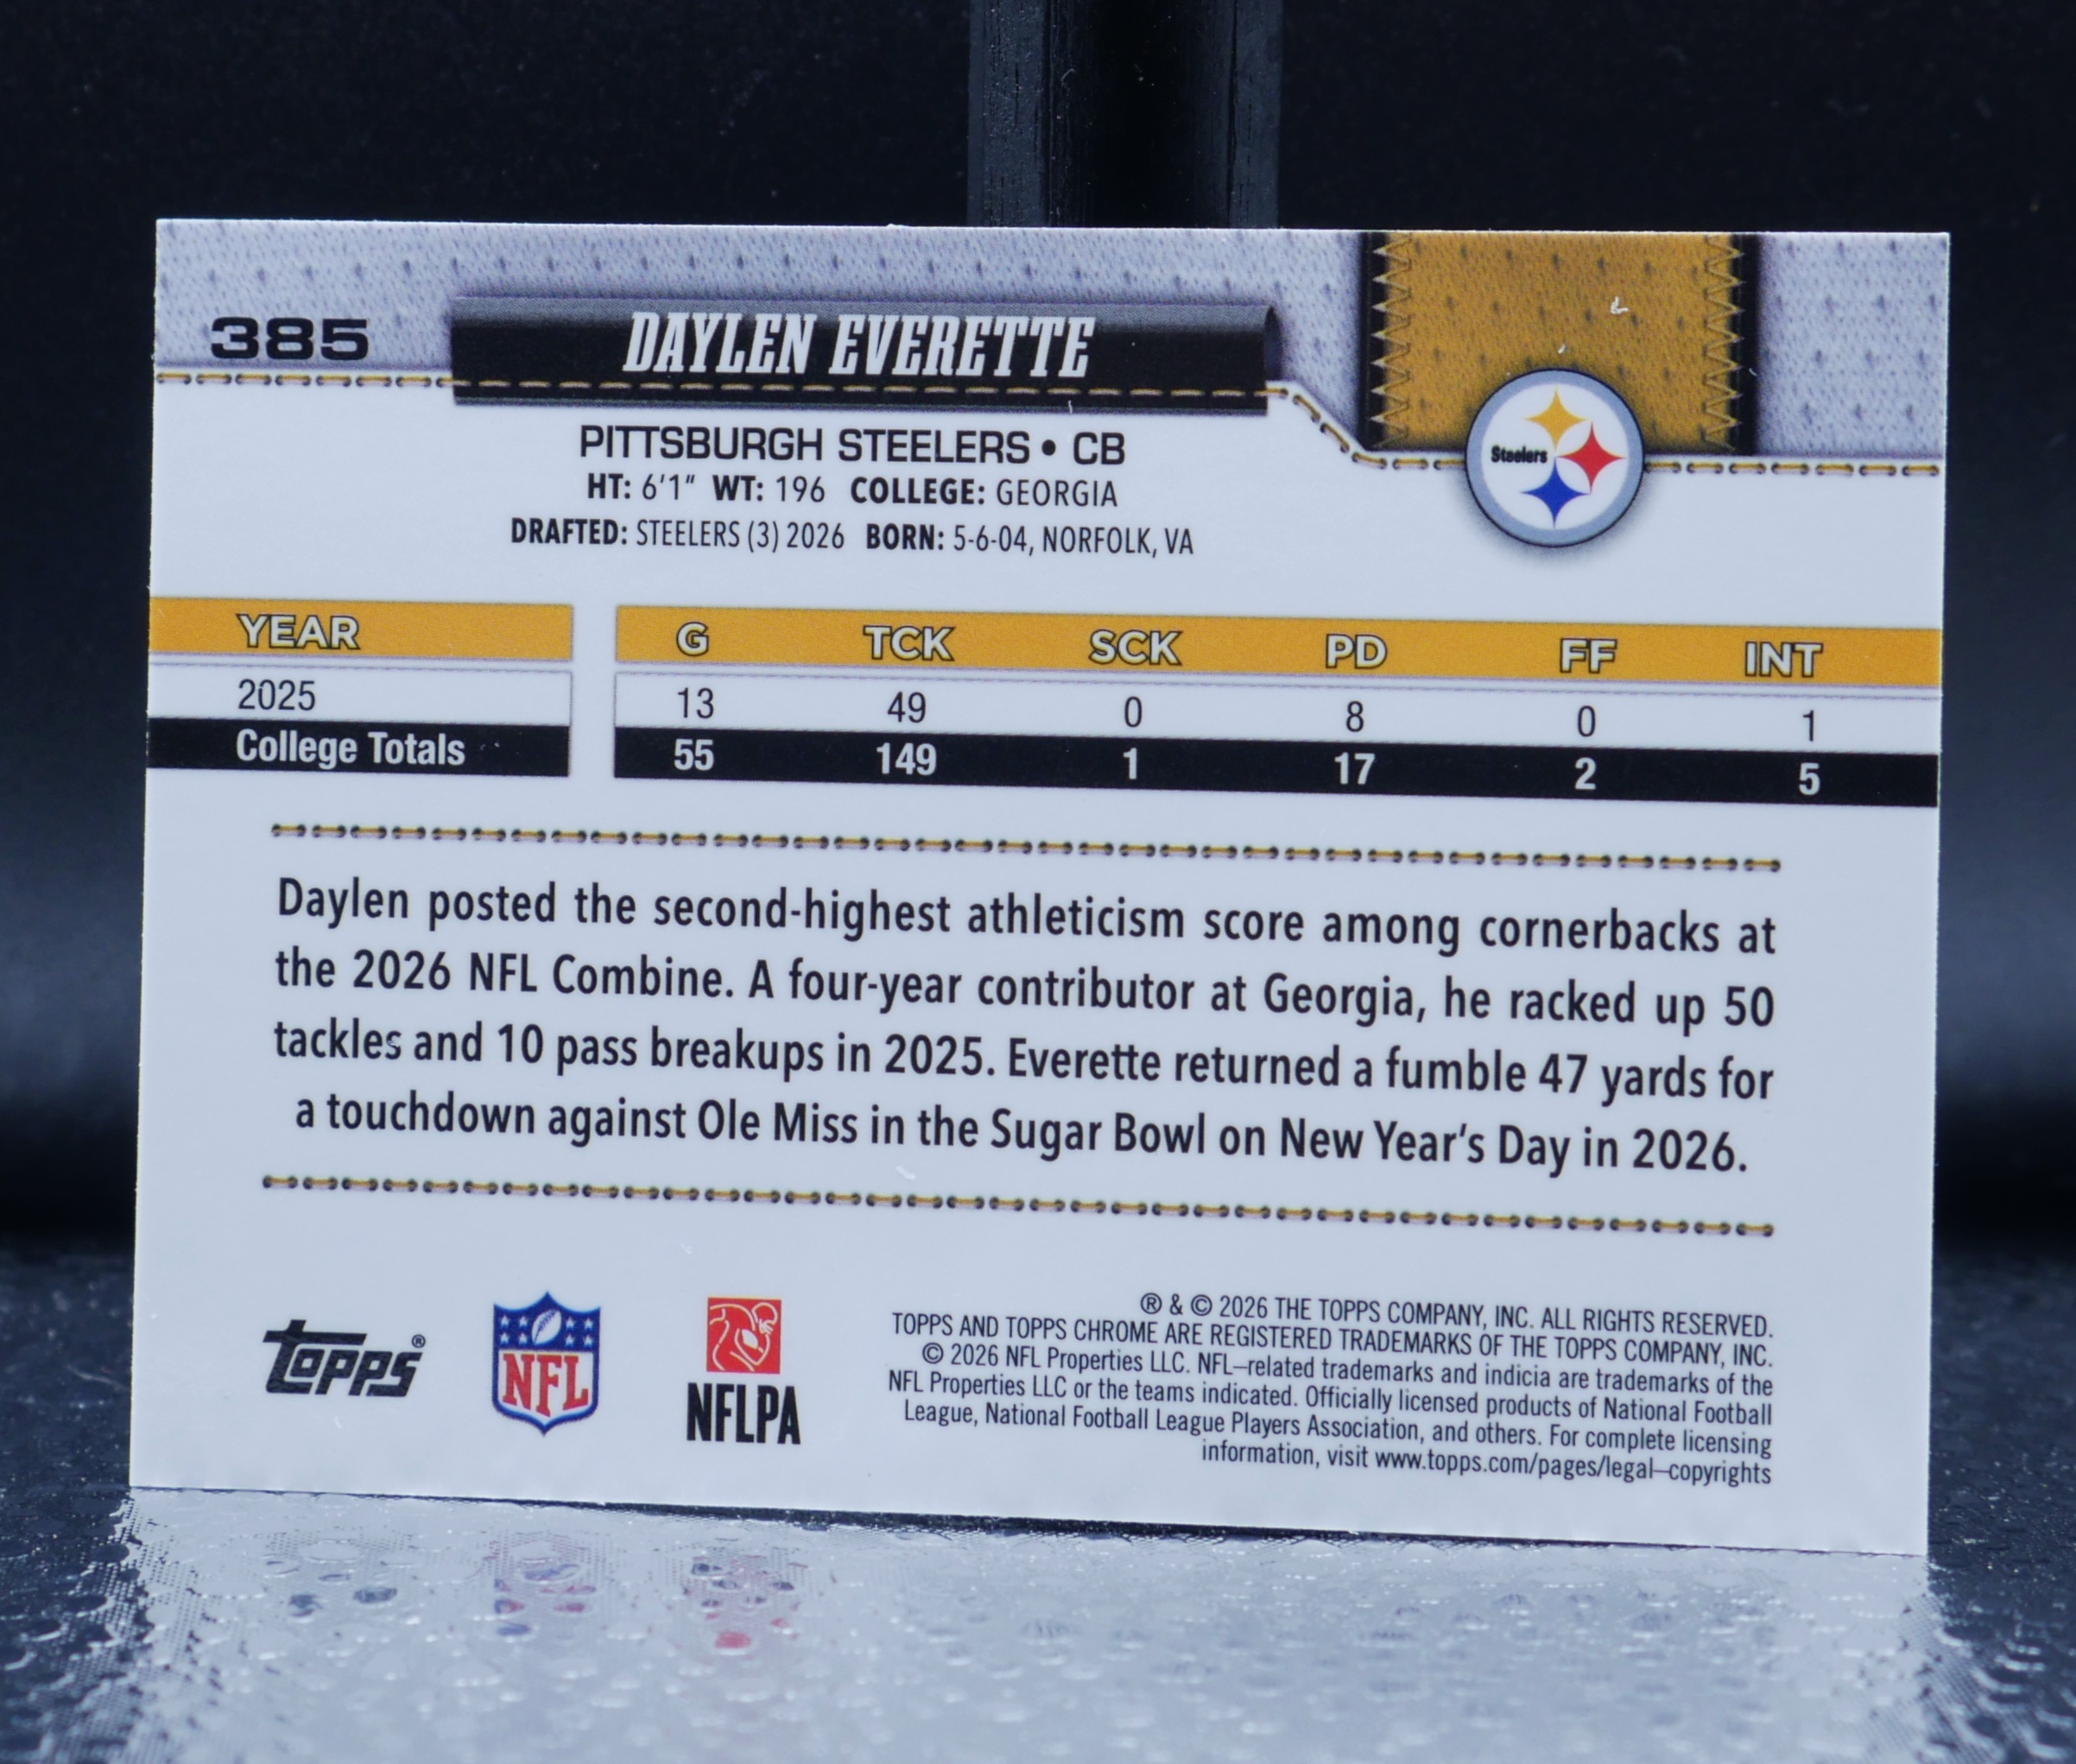 385
DAYLEN EVERETTE
PITTSBURGH STEELERS • CB
Steelers
HT: 6'1" WT: 196 COLLEGE: GEORGIA
DRAFTED: STEELERS (3) 2026 BORN: 5-6-04, NORFOLK, VA
YEAR G TCK SCK PD FF INT
2025 13 49 0 8 0 1
College Totals 55 149 1 17 2 5
Daylen posted the second-highest athleticism score among cornerbacks at
the 2026 NFL Combine. A four-year contributor at Georgia, he racked up 50
tackles and 10 pass breakups in 2025. Everette returned a fumble 47 yards for
a touchdown against Ole Miss in the Sugar Bowl on New Year's Day in 2026.
topps®
NFL
NFLPA
® & © 2026 THE TOPPS COMPANY, INC. ALL RIGHTS RESERVED.
TOPPS AND TOPPS CHROME ARE REGISTERED TRADEMARKS OF THE TOPPS COMPANY, INC.
© 2026 NFL Properties LLC. NFL–related trademarks and indicia are trademarks of the
NFL Properties LLC or the teams indicated. Officially licensed products of National Football
League, National Football League Players Association, and others. For complete licensing
information, visit www.topps.com/pages/legal–copyrights